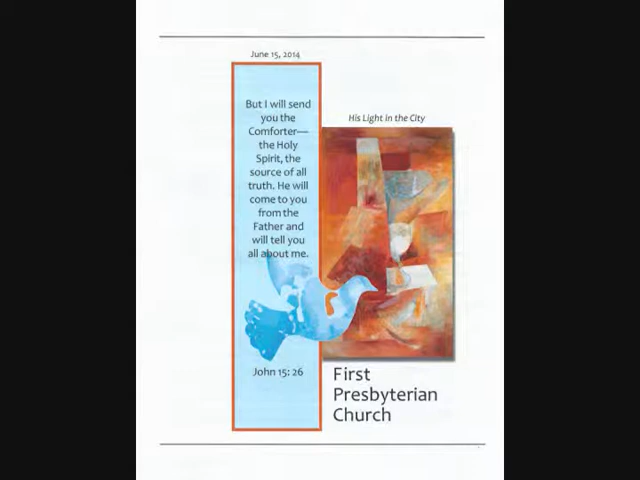 June 15, 2014
But I will send
you the
Comforter—
the Holy
Spirit, the
source of all
truth. He will
come to you
from the
Father and
will tell you
all about me.
John 15: 26
His Light in the City
First
Presbyterian
Church